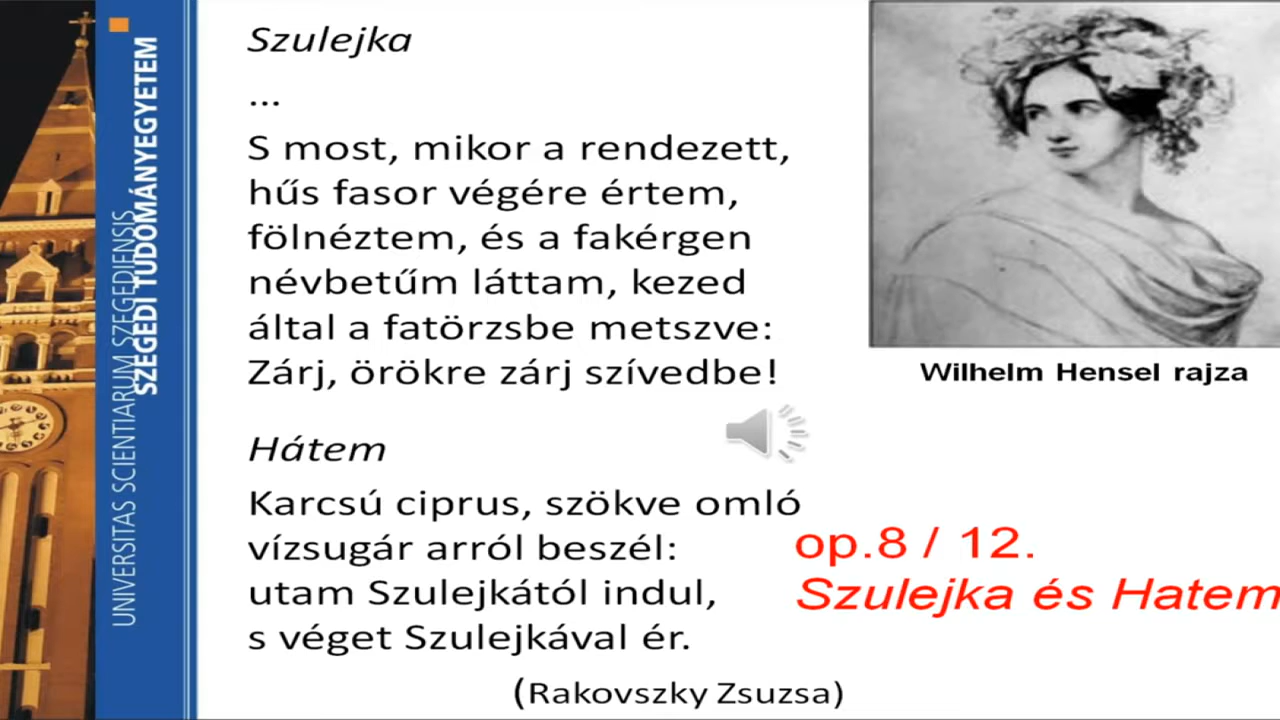 UNIVERSITAS SCIENTIARUM SZEGEDIENSIS
SZEGEDI TUDOMÁNYEGYETEM
Szulejka
...
S most, mikor a rendezett,
hűs fasor végére értem,
fölnéztem, és a fakérgen
névbetűm láttam, kezed
által a fatörzsbe metszve:
Zárj, örökre zárj szívedbe!
Wilhelm Hensel rajza
Hátem
Karcsú ciprus, szökve omló
vízsugár arról beszél:
utam Szulejkától indul,
s véget Szulejkával ér.
(Rakovszky Zsuzsa)
op.8 / 12.
Szulejka és Hatem